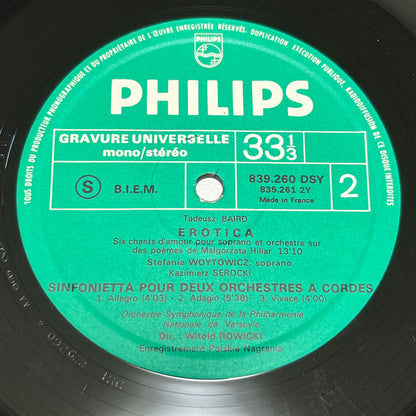 TOUS DROITS DU PRODUCTEUR PHONOGRAPHIQUE ET DU PROPRIÉTAIRE DE L'ŒUVRE ENREGISTRÉE RÉSERVÉS. DUPLICATION, EXÉCUTION PUBLIQUE, RADIODIFFUSION DE CE DISQUE INTERDITES
PHILIPS
PHILIPS
GRAVURE UNIVERSELLE
mono/stéréo
33 1/3
S
B.I.E.M.
839.260 DSY
835.261 2Y
Made in France
2
Tadeusz BAIRD
EROTICA
Six chants d'amour pour soprano et orchestre sur
des poèmes de Malgorzata Hillar 13'10
Stefania WOYTOWICZ, soprano
Kazimierz SEROCKI
SINFONIETTA POUR DEUX ORCHESTRES A CORDES
1. Allegro (4'03) - 2. Adagio (5'38) - 3. Vivace (4'00)
Orchestre Symphonique de la Philharmonie
Nationale de Varsovie
Dir. : Witold ROWICKI
Enregistrement Polskie Nagrania